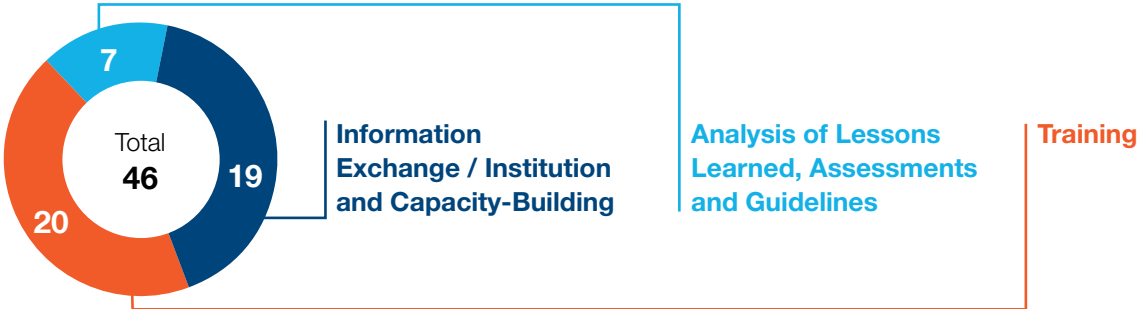 7
Total
46
19
20
Information
Exchange / Institution
and Capacity-Building
Analysis of Lessons
Learned, Assessments
and Guidelines
Training